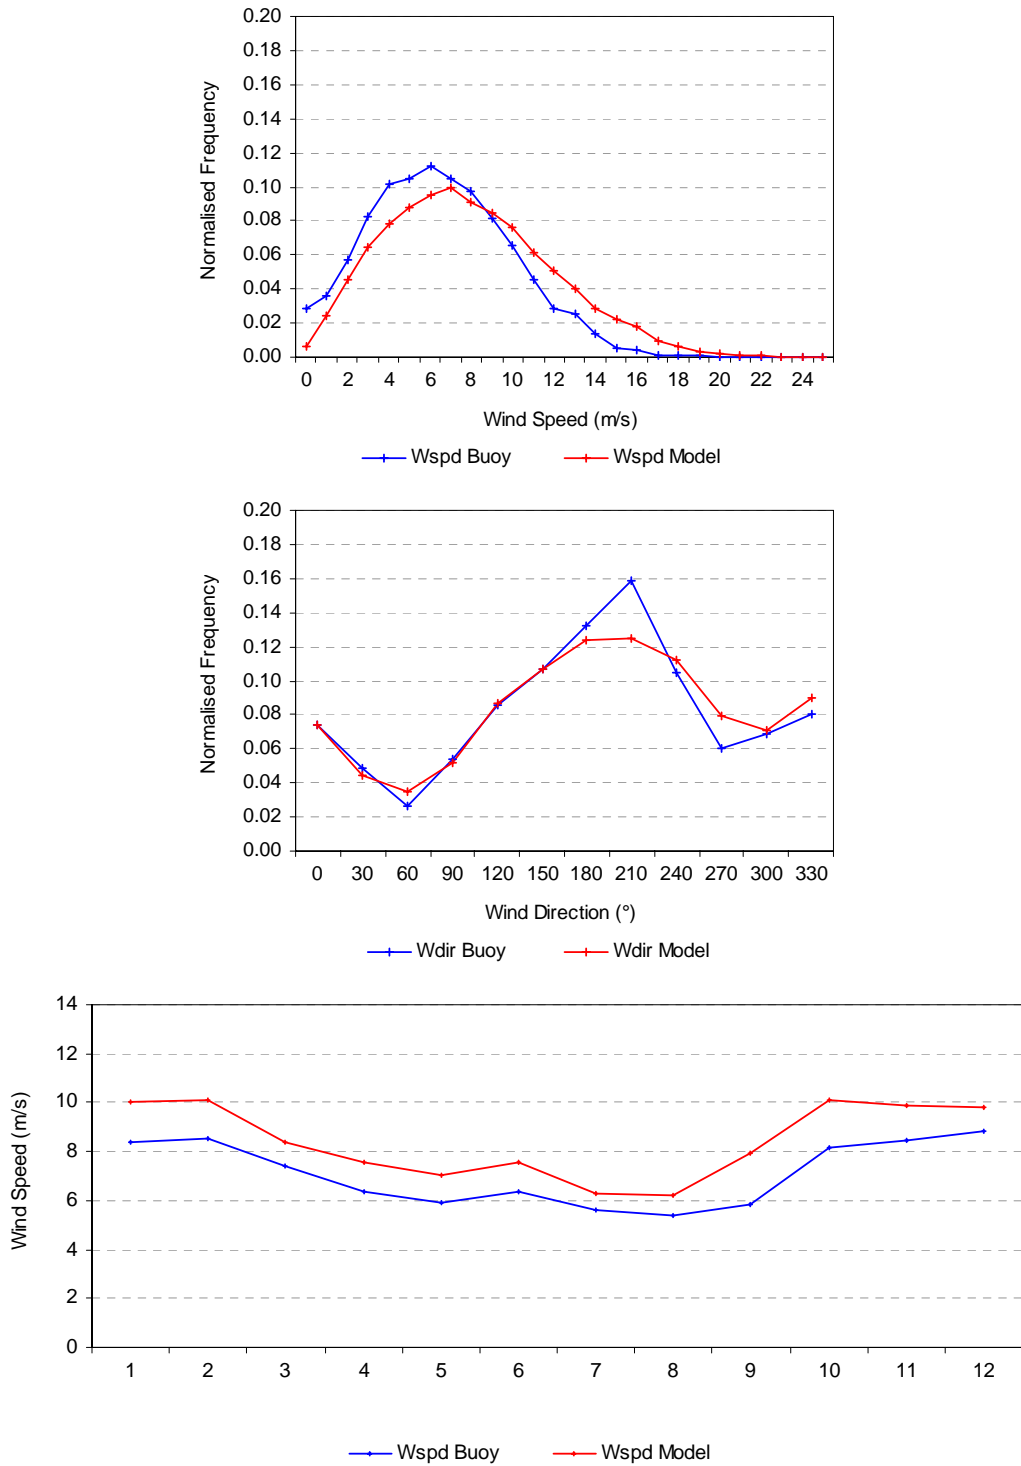 0.20
0.18
0.16
0.14
0.12
0.10
0.08
0.06
0.04
0.02
0.00
Normalised Frequency
0 2 4 6 8 10 12 14 16 18 20 22 24
Wind Speed (m/s)
Wspd Buoy Wspd Model
0.20
0.18
0.16
0.14
0.12
0.10
0.08
0.06
0.04
0.02
0.00
Normalised Frequency
0 30 60 90 120 150 180 210 240 270 300 330
Wind Direction (°)
Wdir Buoy Wdir Model
14
12
10
8
6
4
2
0
Wind Speed (m/s)
1 2 3 4 5 6 7 8 9 10 11 12
Wspd Buoy Wspd Model